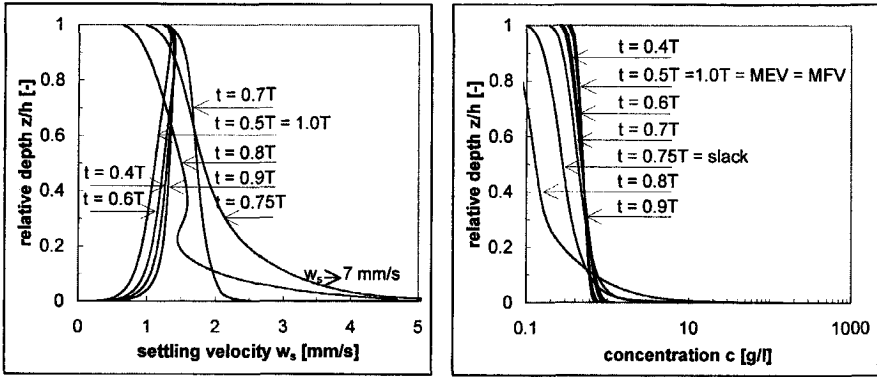 relative depth z/h [-]
1
0.8
0.6
0.4
0.2
0
t = 0.7T
t = 0.5T = 1.0T
t = 0.8T
t = 0.4T
t = 0.9T
t = 0.6T
t = 0.75T
ws > 7 mm/s
0
1
2
3
4
5
settling velocity ws [mm/s]
relative depth z/h [-]
1
0.8
0.6
0.4
0.2
0
t = 0.4T
t = 0.5T =1.0T = MEV = MFV
t = 0.6T
t = 0.7T
t = 0.75T = slack
t = 0.8T
t = 0.9T
0.1
10
1000
concentration c [g/l]